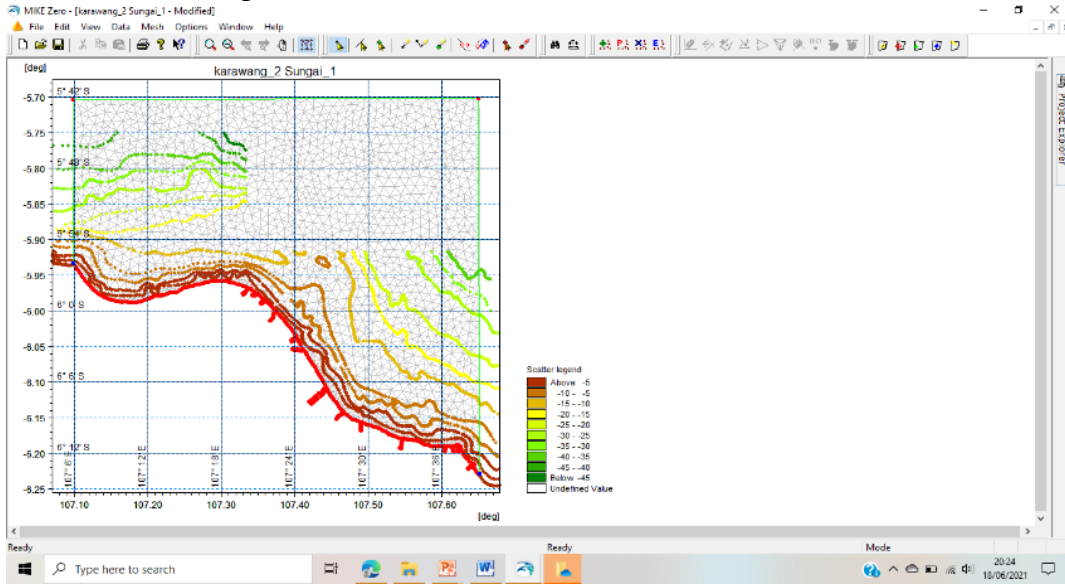 MIKE Zero - [karawang_2 Sungai_1 - Modified]
File Edit View Data Mesh Options Window Help
Project Explorer
[deg]
karawang_2 Sungai_1
-5.70
-5.75
-5.80
-5.85
-5.90
-5.95
-6.00
-6.05
-6.10
-6.15
-6.20
-6.25
5° 42' S
5° 48' S
5° 54' S
6° 0' S
6° 6' S
6° 12' S
107° 6' E
107° 12' E
107° 18' E
107° 24' E
107° 30' E
107° 36' E
107.10 107.20 107.30 107.40 107.50 107.60
[deg]
Scatter legend
Above -5
-10 - -5
-15 - -10
-20 - -15
-25 - -20
-30 - -25
-35 - -30
-40 - -35
-45 - -40
Below -45
Undefined Value
Ready Ready Mode
Type here to search
20:24
18/06/2021